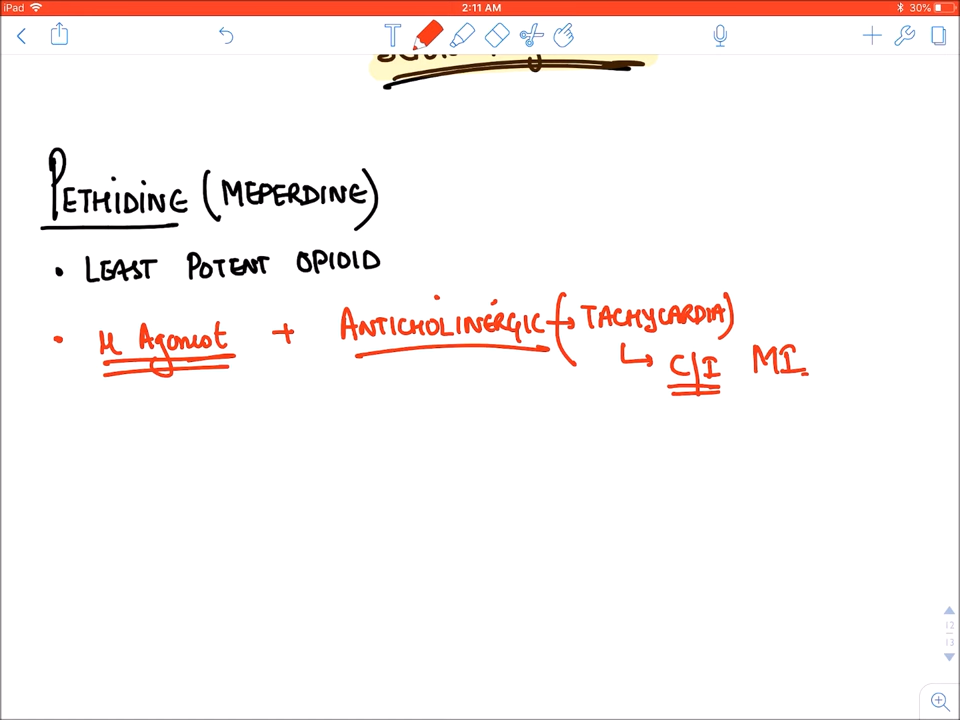 iPad 2:11 AM 30%
T
PETHIDINE (MEPERDINE)
• LEAST POTENT OPIOID
• μ Agonist + ANTICHOLINERGIC (→ TACHYCARDIA)
↳ C/I MI.
12
13